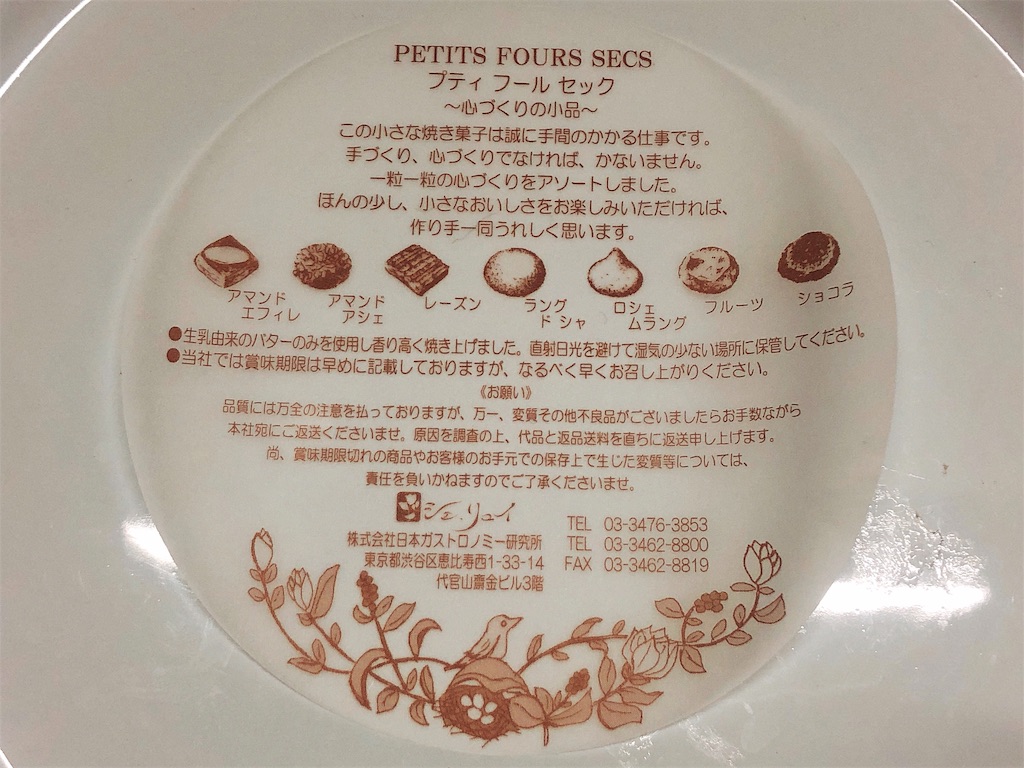 PETITS FOURS SECS
プティ フール セック
～心づくりの小品～
この小さな焼き菓子は誠に手間のかかる仕事です。
手づくり、心づくりでなければ、かないません。
一粒一粒の心づくりをアソートしました。
ほんの少し、小さなおいしさをお楽しみいただければ、
作り手一同うれしく思います。
アマンド
エフィレ
アマンド
アシェ
レーズン
ラング
ド シャ
ロシェ
ムラング
フルーツ
ショコラ
●生乳由来のバターのみを使用し香り高く焼き上げました。直射日光を避けて湿気の少ない場所に保管してください。
●当社では賞味期限は早めに記載しておりますが、なるべく早くお召し上がりください。
《お願い》
品質には万全の注意を払っておりますが、万一、変質その他不良品がございましたらお手数ながら
本社宛にご返送くださいませ。原因を調査の上、代品と返品送料を直ちに返送申し上げます。
尚、賞味期限切れの商品やお客様のお手元での保存上で生じた変質等については、
責任を負いかねますのでご了承くださいませ。
シェ・リュイ
株式会社日本ガストロノミー研究所
東京都渋谷区恵比寿西1-33-14
代官山齋金ビル3階
TEL 03-3476-3853
TEL 03-3462-8800
FAX 03-3462-8819